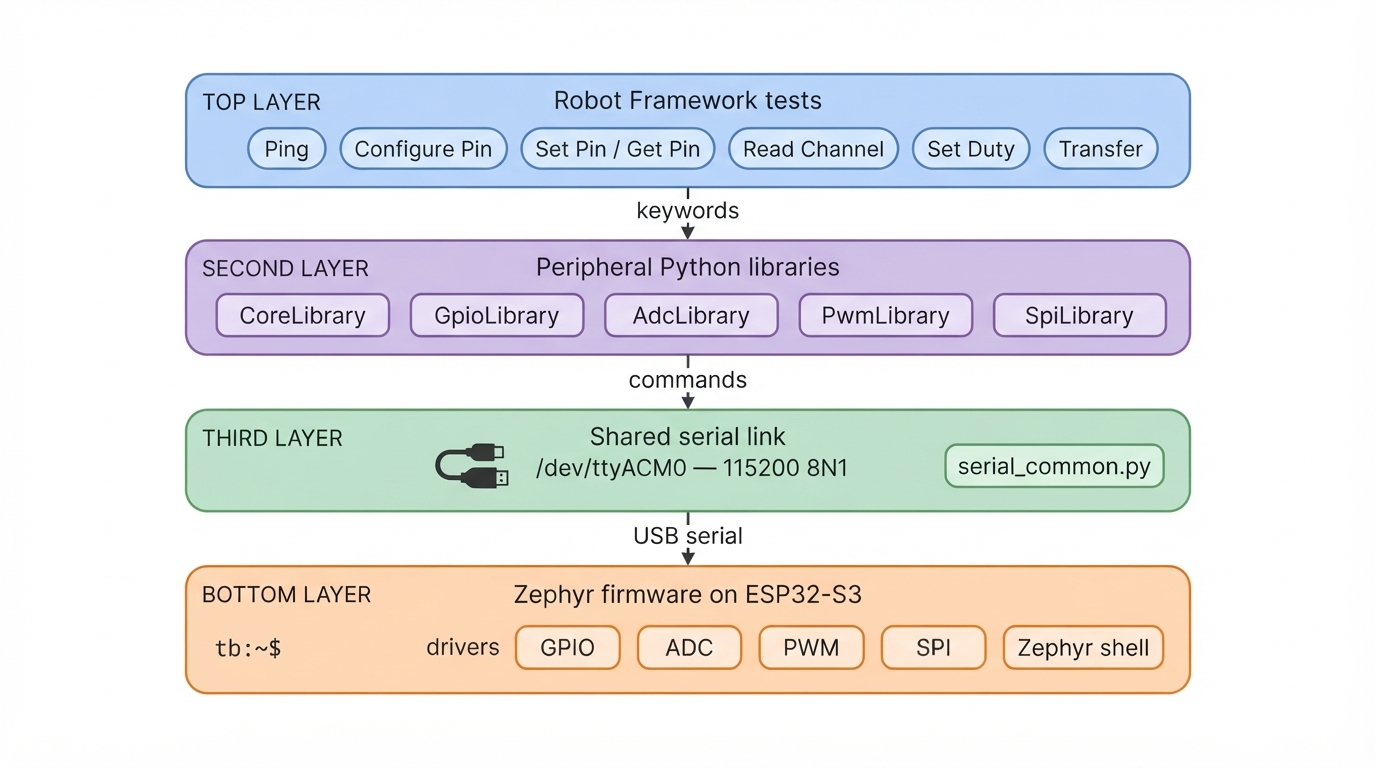 TOP LAYER
Robot Framework tests
Ping
Configure Pin
Set Pin / Get Pin
Read Channel
Set Duty
Transfer
keywords
SECOND LAYER
Peripheral Python libraries
CoreLibrary
GpioLibrary
AdcLibrary
PwmLibrary
SpiLibrary
commands
THIRD LAYER
Shared serial link
/dev/ttyACM0 — 115200 8N1
serial_common.py
USB serial
BOTTOM LAYER
Zephyr firmware on ESP32-S3
tb:~$
drivers
GPIO
ADC
PWM
SPI
Zephyr shell